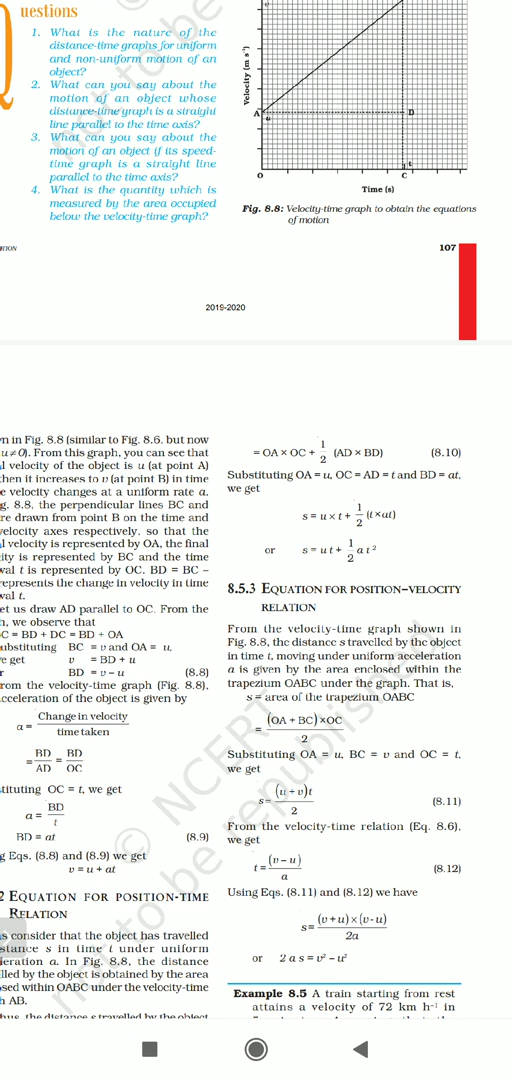 uestions
1. What is the nature of the
distance-time graphs for uniform
and non-uniform motion of an
object?
2. What can you say about the
motion of an object whose
distance-time graph is a straight
line parallel to the time axis?
3. What can you say about the
motion of an object if its speed-
time graph is a straight line
parallel to the time axis?
4. What is the quantity which is
measured by the area occupied
below the velocity-time graph?
Velocity (m s⁻¹)
A
u
D
t
O
C
Time (s)
Fig. 8.8: Velocity-time graph to obtain the equations
of motion
107
2019-2020
n in Fig. 8.8 (similar to Fig. 8.6, but now
u ≠ 0). From this graph, you can see that
l velocity of the object is u (at point A)
then it increases to v (at point B) in time
e velocity changes at a uniform rate a.
g. 8.8, the perpendicular lines BC and
re drawn from point B on the time and
velocity axes respectively, so that the
l velocity is represented by OA, the final
ity is represented by BC and the time
val t is represented by OC. BD = BC –
represents the change in velocity in time
val t.
et us draw AD parallel to OC. From the
h, we observe that
C = BD + DC = BD + OA
ubstituting BC = v and OA = u,
e get v = BD + u
r BD = v – u (8.8)
rom the velocity-time graph (Fig. 8.8),
cceleration of the object is given by
a = Change in velocity / time taken
= BD/AD = BD/OC
tituting OC = t, we get
a = BD/t
BD = at (8.9)
g Eqs. (8.8) and (8.9) we get
v = u + at
2 EQUATION FOR POSITION-TIME
RELATION
s consider that the object has travelled
stance s in time t under uniform
leration a. In Fig. 8.8, the distance
lled by the object is obtained by the area
sed within OABC under the velocity-time
h AB.
hus, the distance s travelled by the object
= OA × OC + 1/2 (AD × BD) (8.10)
Substituting OA = u, OC = AD = t and BD = at,
we get
s = u × t + 1/2 (t × at)
or s = u t + 1/2 a t²
8.5.3 EQUATION FOR POSITION–VELOCITY
RELATION
From the velocity-time graph shown in
Fig. 8.8, the distance s travelled by the object
in time t, moving under uniform acceleration
a is given by the area enclosed within the
trapezium OABC under the graph. That is,
s = area of the trapezium OABC
= (OA + BC) × OC / 2
Substituting OA = u, BC = v and OC = t,
we get
s = (u + v)t / 2 (8.11)
From the velocity-time relation (Eq. 8.6),
we get
t = (v – u) / a (8.12)
Using Eqs. (8.11) and (8.12) we have
s = (v + u) × (v - u) / 2a
or 2 a s = v² – u²
Example 8.5 A train starting from rest
attains a velocity of 72 km h⁻¹ in
© NCERT
not to be republished